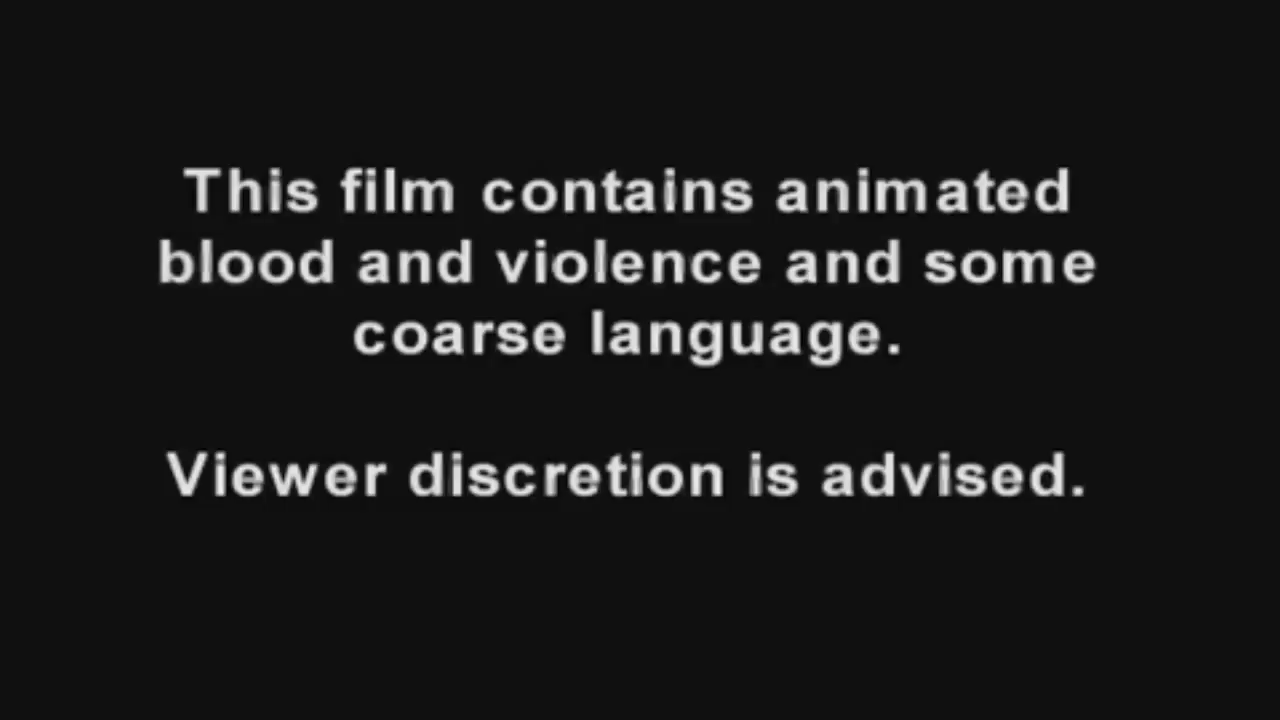 This film contains animated
blood and violence and some
coarse language.
Viewer discretion is advised.